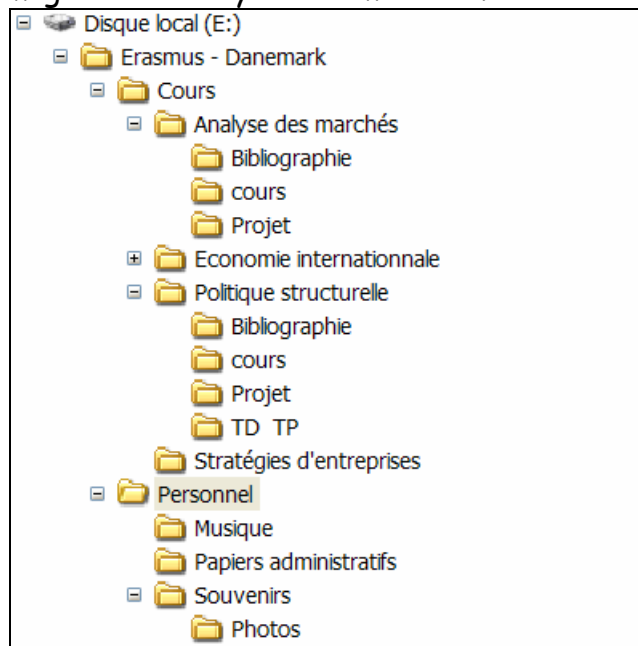 Disque local (E:)
Erasmus - Danemark
Cours
Analyse des marchés
Bibliographie
cours
Projet
Economie internationnale
Politique structurelle
Bibliographie
cours
Projet
TD TP
Stratégies d'entreprises
Personnel
Musique
Papiers administratifs
Souvenirs
Photos